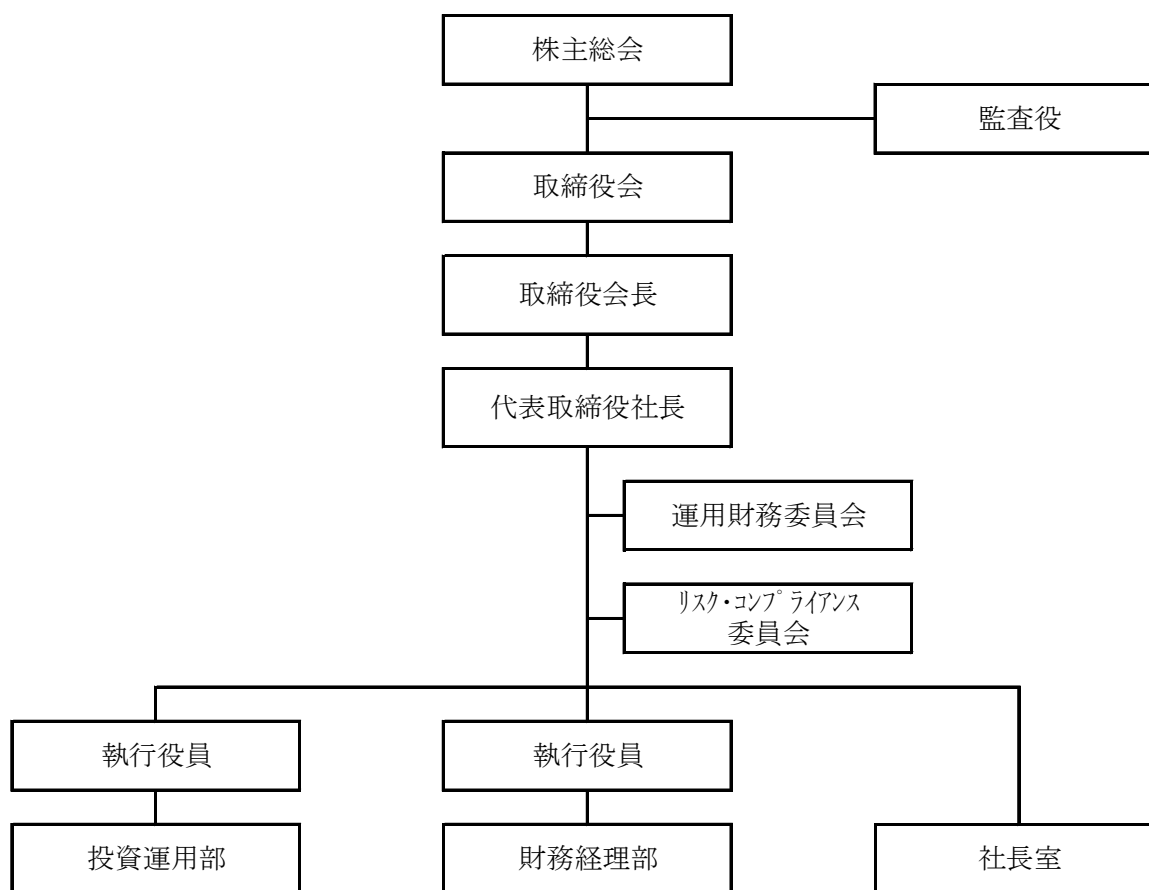 株主総会
監査役
取締役会
取締役会長
代表取締役社長
運用財務委員会
ﾘｽｸ･ｺﾝﾌﾟﾗｲｱﾝｽ
委員会
執行役員
執行役員
投資運用部
財務経理部
社長室